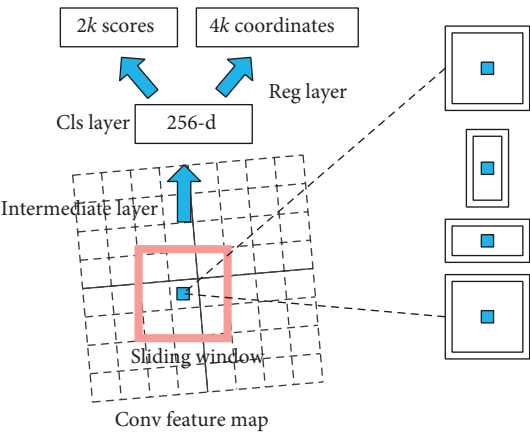 2k scores
4k coordinates
Reg layer
Cls layer
256-d
Intermediate layer
Sliding window
Conv feature map